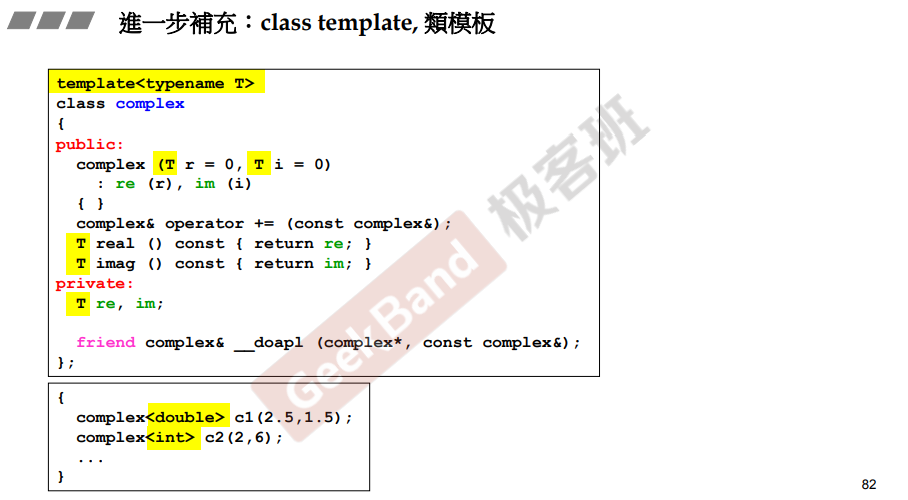 進一步補充：class template, 類模板
template<typename T>
class complex
{
public:
  complex (T r = 0, T i = 0)
    : re (r), im (i)
  { }
  complex& operator += (const complex&);
  T real () const { return re; }
  T imag () const { return im; }
private:
  T re, im;
  friend complex& __doapl (complex*, const complex&);
};
{
  complex<double> c1(2.5,1.5);
  complex<int> c2(2,6);
  ...
}
GeekBand 极客班
82